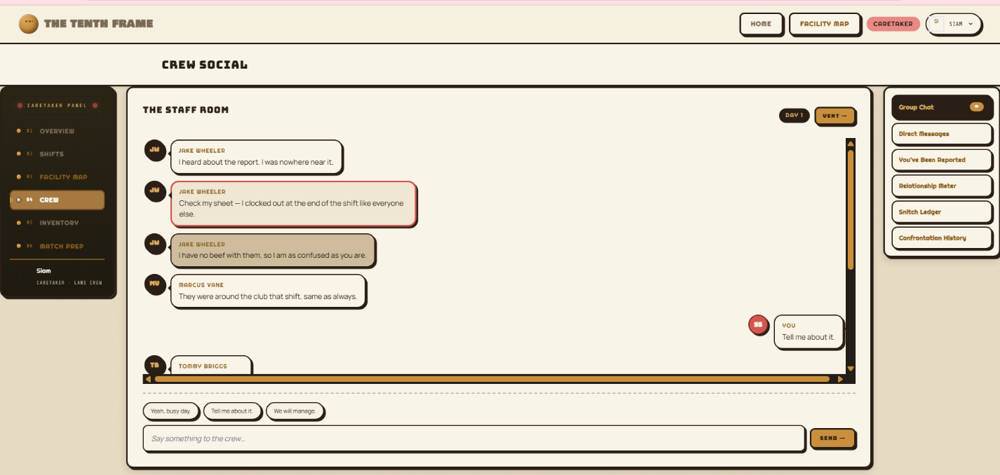 THE TENTH FRAME
HOME
FACILITY MAP
CARETAKER
SI
SIAM
CREW SOCIAL
CARETAKER PANEL
#1 OVERVIEW
#2 SHIFTS
#3 FACILITY MAP
#4 CREW
#5 INVENTORY
#6 MATCH PREP
Siam
CARETAKER · LANE CREW
THE STAFF ROOM
DAY 1
VENT →
JW
JAKE WHEELER
I heard about the report. I was nowhere near it.
JW
JAKE WHEELER
Check my sheet — I clocked out at the end of the shift like everyone
else.
JW
JAKE WHEELER
I have no beef with them, so I am as confused as you are.
MV
MARCUS VANE
They were around the club that shift, same as always.
SS
YOU
Tell me about it.
TB
TOMMY BRIGGS
Yeah, busy day.
Tell me about it.
We will manage.
Say something to the crew...
SEND →
Group Chat
Direct Messages
You've Been Reported
Relationship Meter
Snitch Ledger
Confrontation History